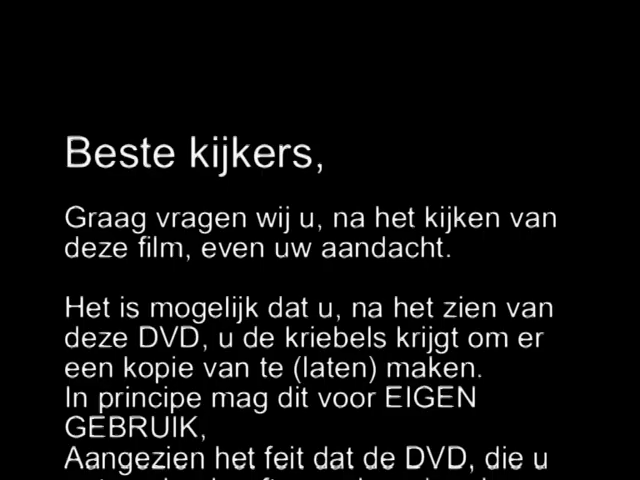 Beste kijkers,
Graag vragen wij u, na het kijken van
deze film, even uw aandacht.
Het is mogelijk dat u, na het zien van
deze DVD, u de kriebels krijgt om er
een kopie van te (laten) maken.
In principe mag dit voor EIGEN
GEBRUIK,
Aangezien het feit dat de DVD, die u